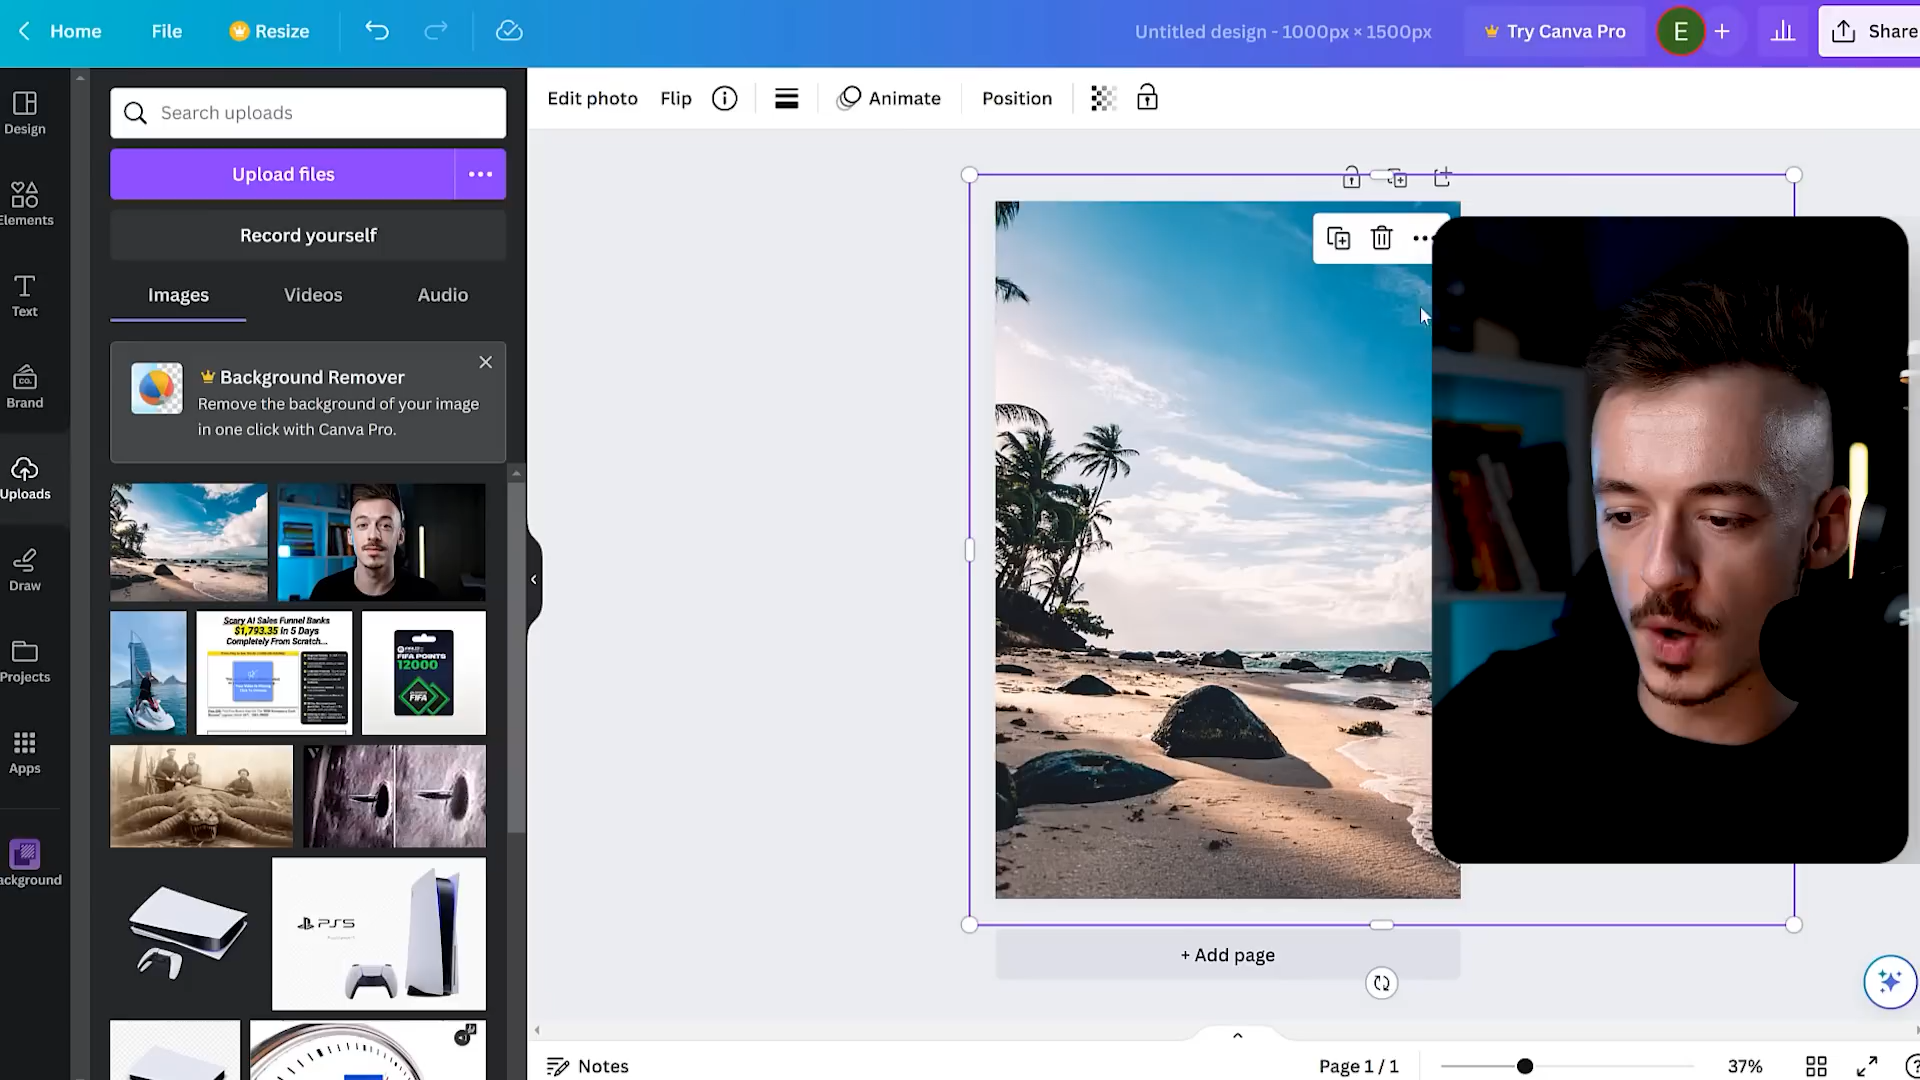 Home
File
Resize
Untitled design - 1000px × 1500px
Try Canva Pro
E
Share
Design
Elements
Text
Brand
CO.
Uploads
Draw
Projects
Apps
ackground
Search uploads
Upload files
Record yourself
Images
Videos
Audio
Background Remover
Remove the background of your image
in one click with Canva Pro.
Scary AI Sales Funnel Banks
$1,793.35 in 5 Days
Completely From Scratch...
FIFA POINTS
12000
FIFA
PS5
Edit photo
Flip
Animate
Position
+ Add page
Notes
Page 1 / 1
37%